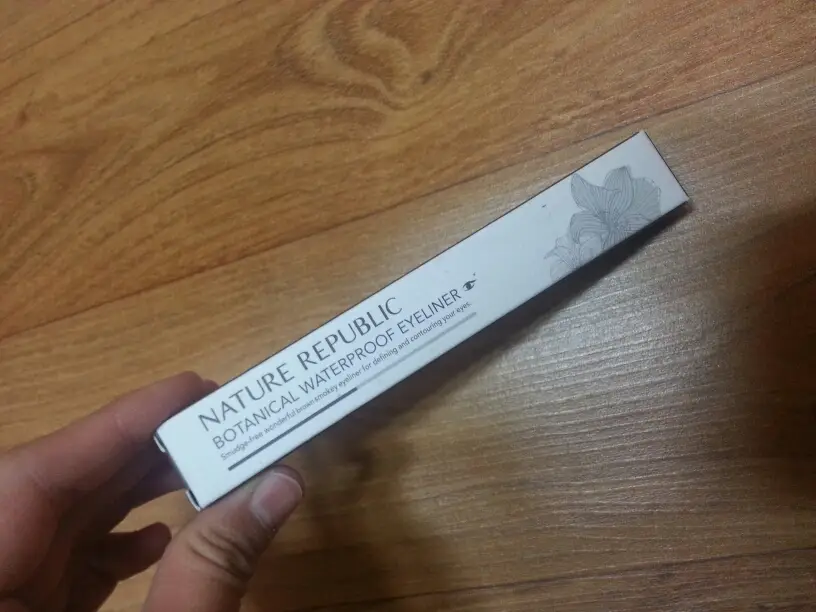 NATURE REPUBLIC
BOTANICAL WATERPROOF EYELINER
Smudge-free wonderful brown smokey eyeliner for defining and contouring your eyes.